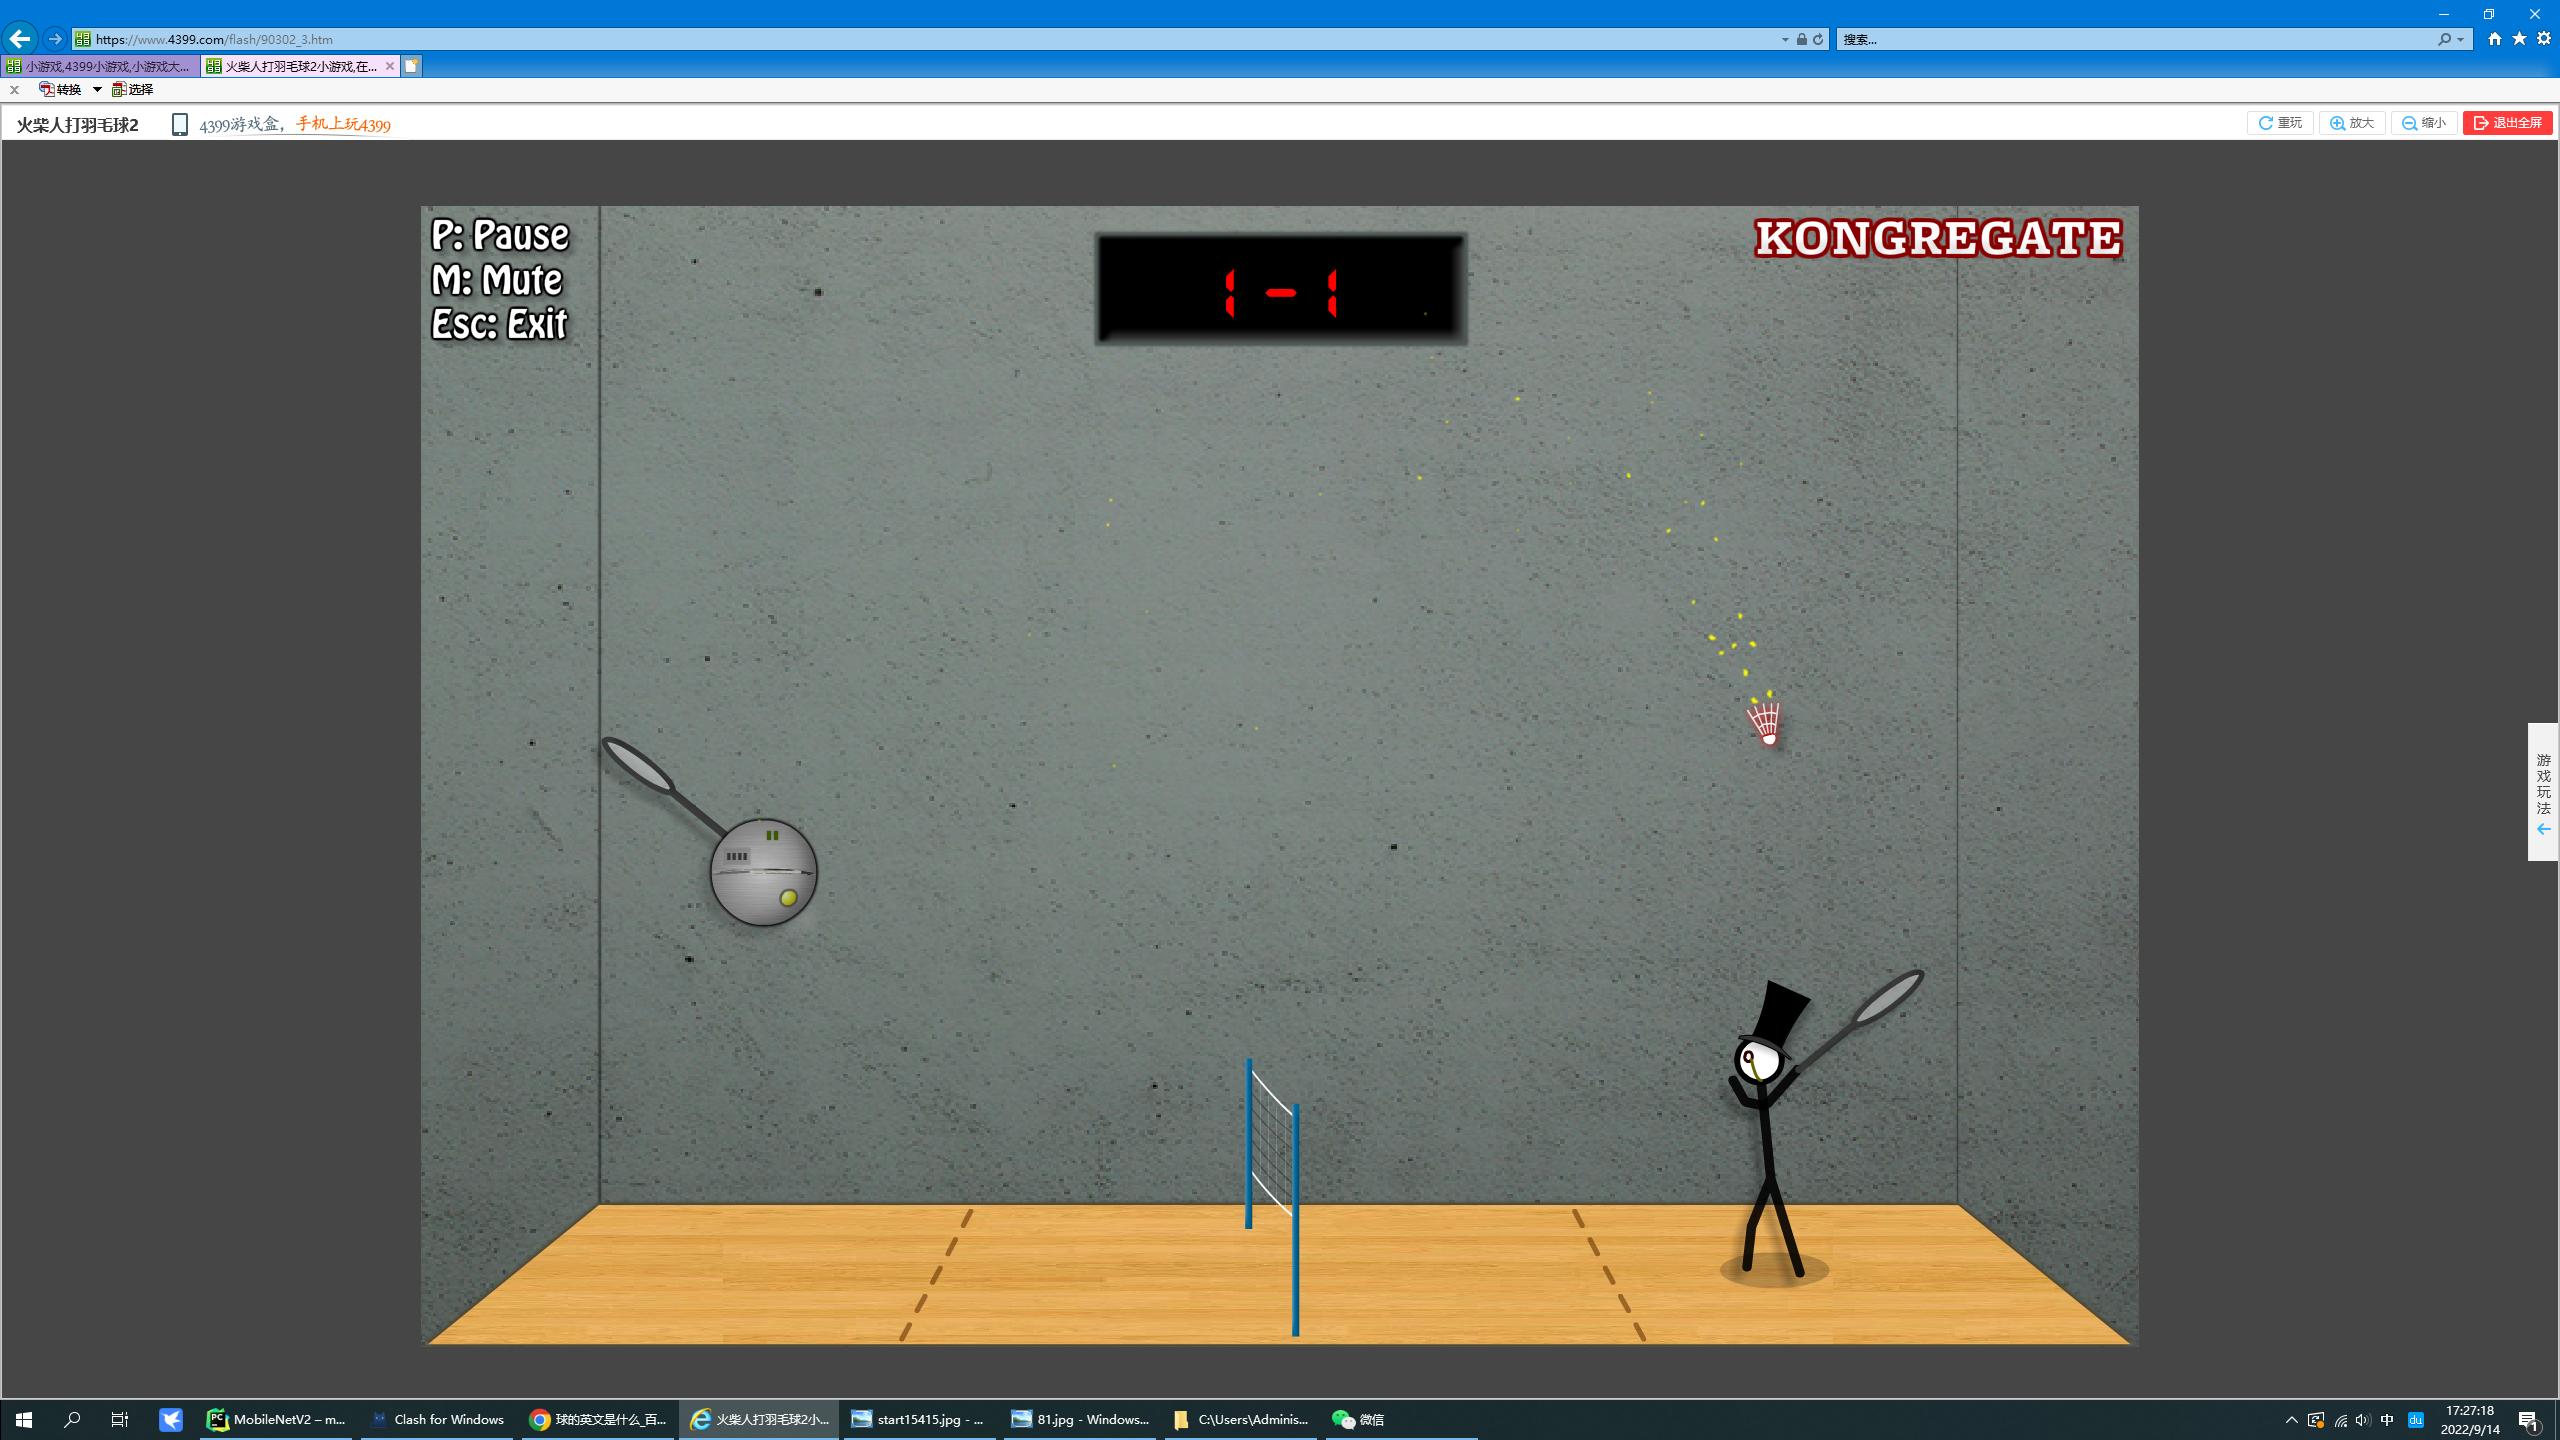 https://www.4399.com/flash/90302_3.htm
搜索...
小游戏,4399小游戏,小游戏大...
火柴人打羽毛球2小游戏,在...
转换
选择
火柴人打羽毛球2
4399游戏盒，手机上玩4399
重玩
放大
缩小
退出全屏
P: Pause
M: Mute
Esc: Exit
1 - 1
KONGREGATE
游戏玩法
MobileNetV2 – m...
Clash for Windows
球的英文是什么_百...
火柴人打羽毛球2小...
start15415.jpg - ...
81.jpg - Windows...
C:\Users\Adminis...
微信
中
du
17:27:18
2022/9/14
1